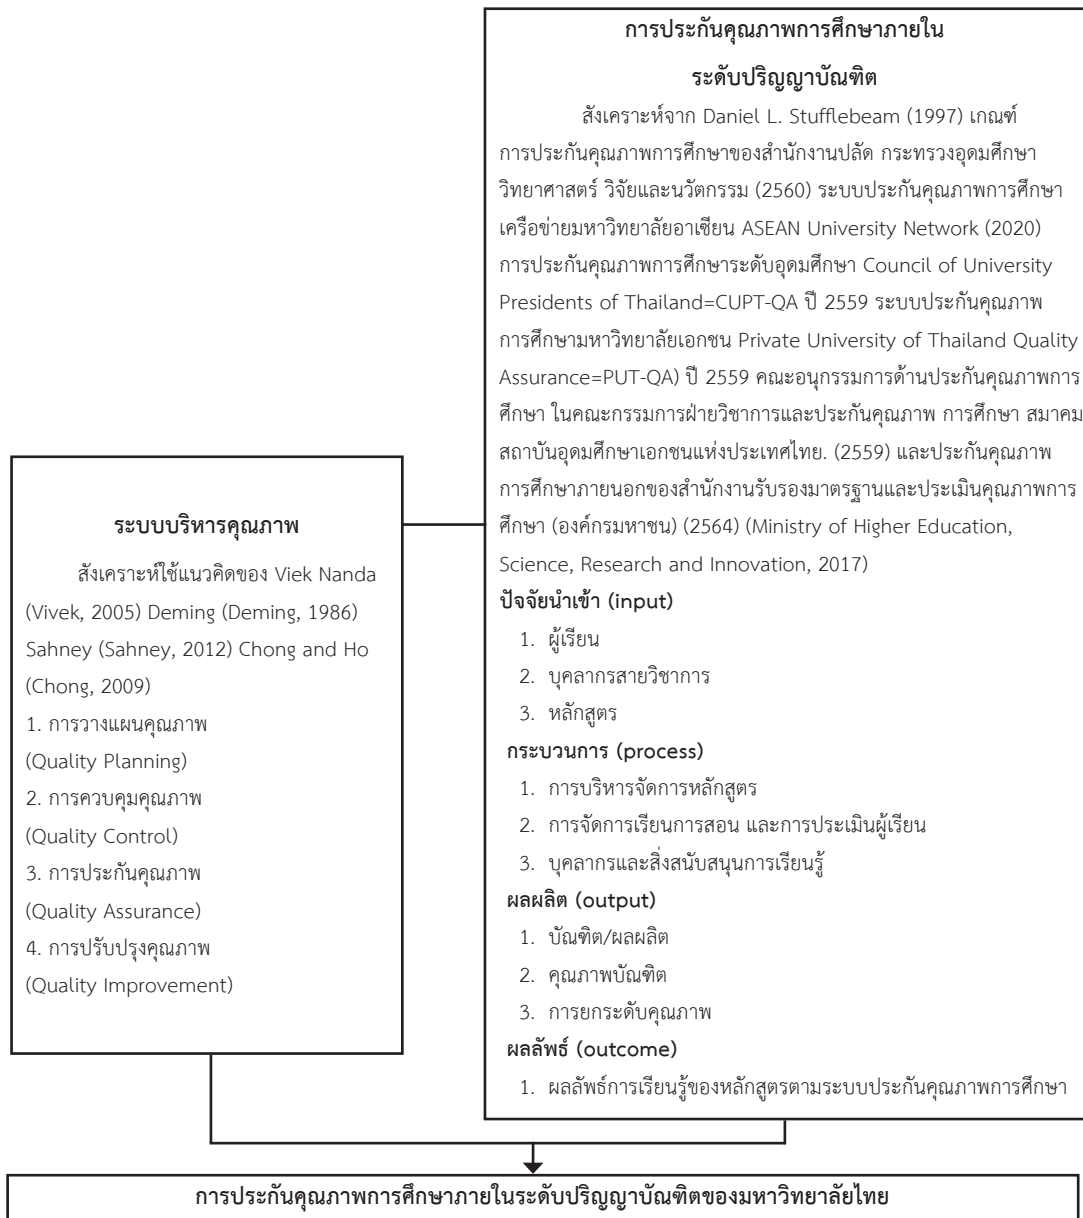 การประกันคุณภาพการศึกษาภายใน
ระดับปริญญาบัณฑิต
สังเคราะห์จาก Daniel L. Stufflebeam (1997) เกณฑ์
การประกันคุณภาพการศึกษาของสำนักงานปลัด กระทรวงอุดมศึกษา
วิทยาศาสตร์ วิจัยและนวัตกรรม (2560) ระบบประกันคุณภาพการศึกษา
เครือข่ายมหาวิทยาลัยอาเซียน ASEAN University Network (2020)
การประกันคุณภาพการศึกษาระดับอุดมศึกษา Council of University
Presidents of Thailand=CUPT-QA ปี 2559 ระบบประกันคุณภาพ
การศึกษามหาวิทยาลัยเอกชน Private University of Thailand Quality
Assurance=PUT-QA) ปี 2559 คณะอนุกรรมการด้านประกันคุณภาพการ
ศึกษา ในคณะกรรมการฝ่ายวิชาการและประกันคุณภาพ การศึกษา สมาคม
สถาบันอุดมศึกษาเอกชนแห่งประเทศไทย. (2559) และประกันคุณภาพ
การศึกษาภายนอกของสำนักงานรับรองมาตรฐานและประเมินคุณภาพการ
ศึกษา (องค์กรมหาชน) (2564) (Ministry of Higher Education,
Science, Research and Innovation, 2017)
ปัจจัยนำเข้า (input)
1. ผู้เรียน
2. บุคลากรสายวิชาการ
3. หลักสูตร
กระบวนการ (process)
1. การบริหารจัดการหลักสูตร
2. การจัดการเรียนการสอน และการประเมินผู้เรียน
3. บุคลากรและสิ่งสนับสนุนการเรียนรู้
ผลผลิต (output)
1. บัณฑิต/ผลผลิต
2. คุณภาพบัณฑิต
3. การยกระดับคุณภาพ
ผลลัพธ์ (outcome)
1. ผลลัพธ์การเรียนรู้ของหลักสูตรตามระบบประกันคุณภาพการศึกษา
ระบบบริหารคุณภาพ
สังเคราะห์ใช้แนวคิดของ Viek Nanda
(Vivek, 2005) Deming (Deming, 1986)
Sahney (Sahney, 2012) Chong and Ho
(Chong, 2009)
1. การวางแผนคุณภาพ
(Quality Planning)
2. การควบคุมคุณภาพ
(Quality Control)
3. การประกันคุณภาพ
(Quality Assurance)
4. การปรับปรุงคุณภาพ
(Quality Improvement)
การประกันคุณภาพการศึกษาภายในระดับปริญญาบัณฑิตของมหาวิทยาลัยไทย